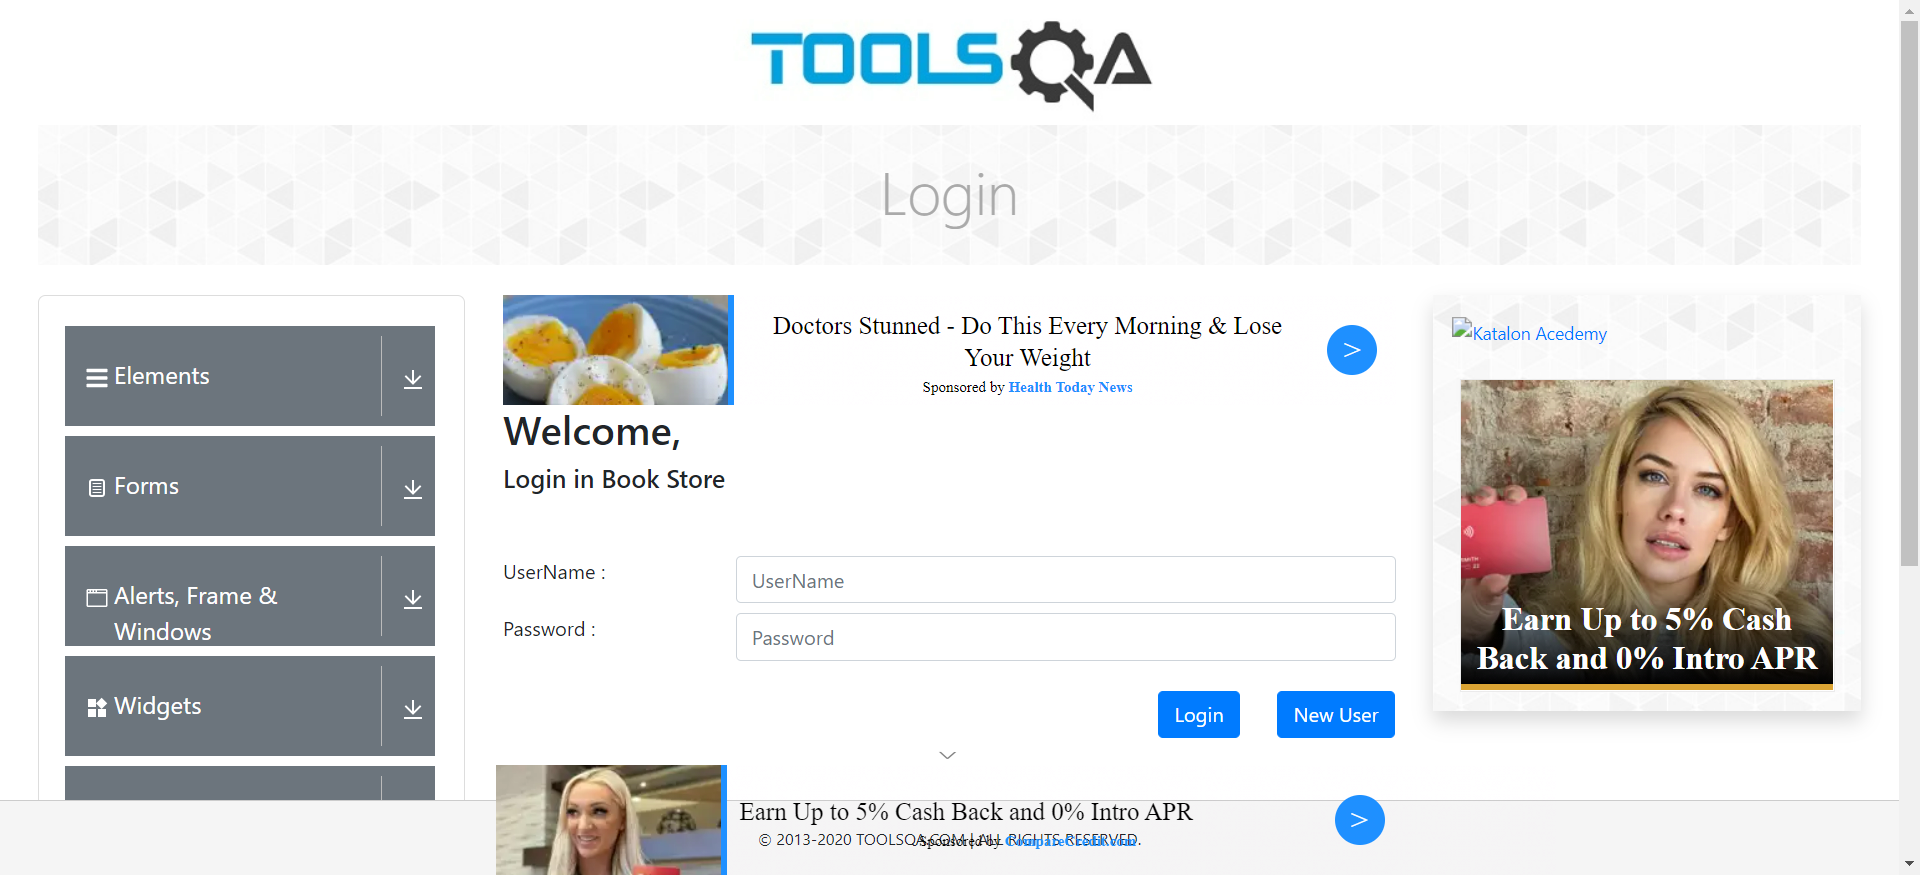 TOOLSQA
Login
Elements
Forms
Alerts, Frame &
Windows
Widgets
Doctors Stunned - Do This Every Morning & Lose
Your Weight
Sponsored by Health Today News
>
Welcome,
Login in Book Store
UserName :
UserName
Password :
Password
Login
New User
Katalon Acedemy
Earn Up to 5% Cash
Back and 0% Intro APR
Earn Up to 5% Cash Back and 0% Intro APR
>
© 2013-2020 TOOLSQA.COM | ALL RIGHTS RESERVED.
Sponsored by CompareCredit.com